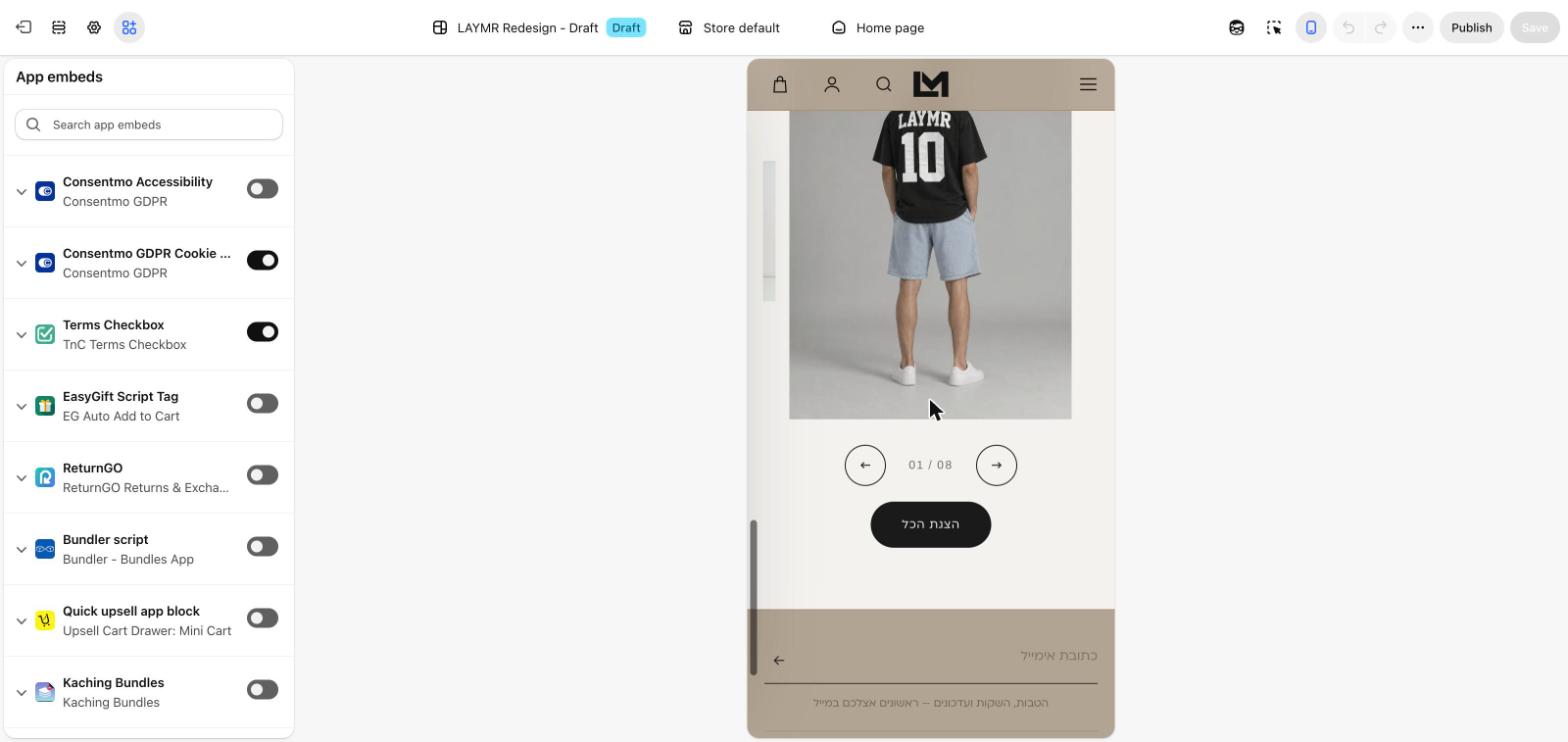 LAYMR Redesign - Draft
Draft
Store default
Home page
Publish
Save
App embeds
Search app embeds
Consentmo Accessibility
Consentmo GDPR
Consentmo GDPR Cookie ...
Consentmo GDPR
Terms Checkbox
TnC Terms Checkbox
EasyGift Script Tag
EG Auto Add to Cart
ReturnGO
ReturnGO Returns & Excha...
Bundler script
Bundler - Bundles App
Quick upsell app block
Upsell Cart Drawer: Mini Cart
Kaching Bundles
Kaching Bundles
LM
LAYMR
10
01 / 08
הצגת הכל
כתובת אימייל
הטבות, השקות ועדכונים – ראשונים אצלכם במייל